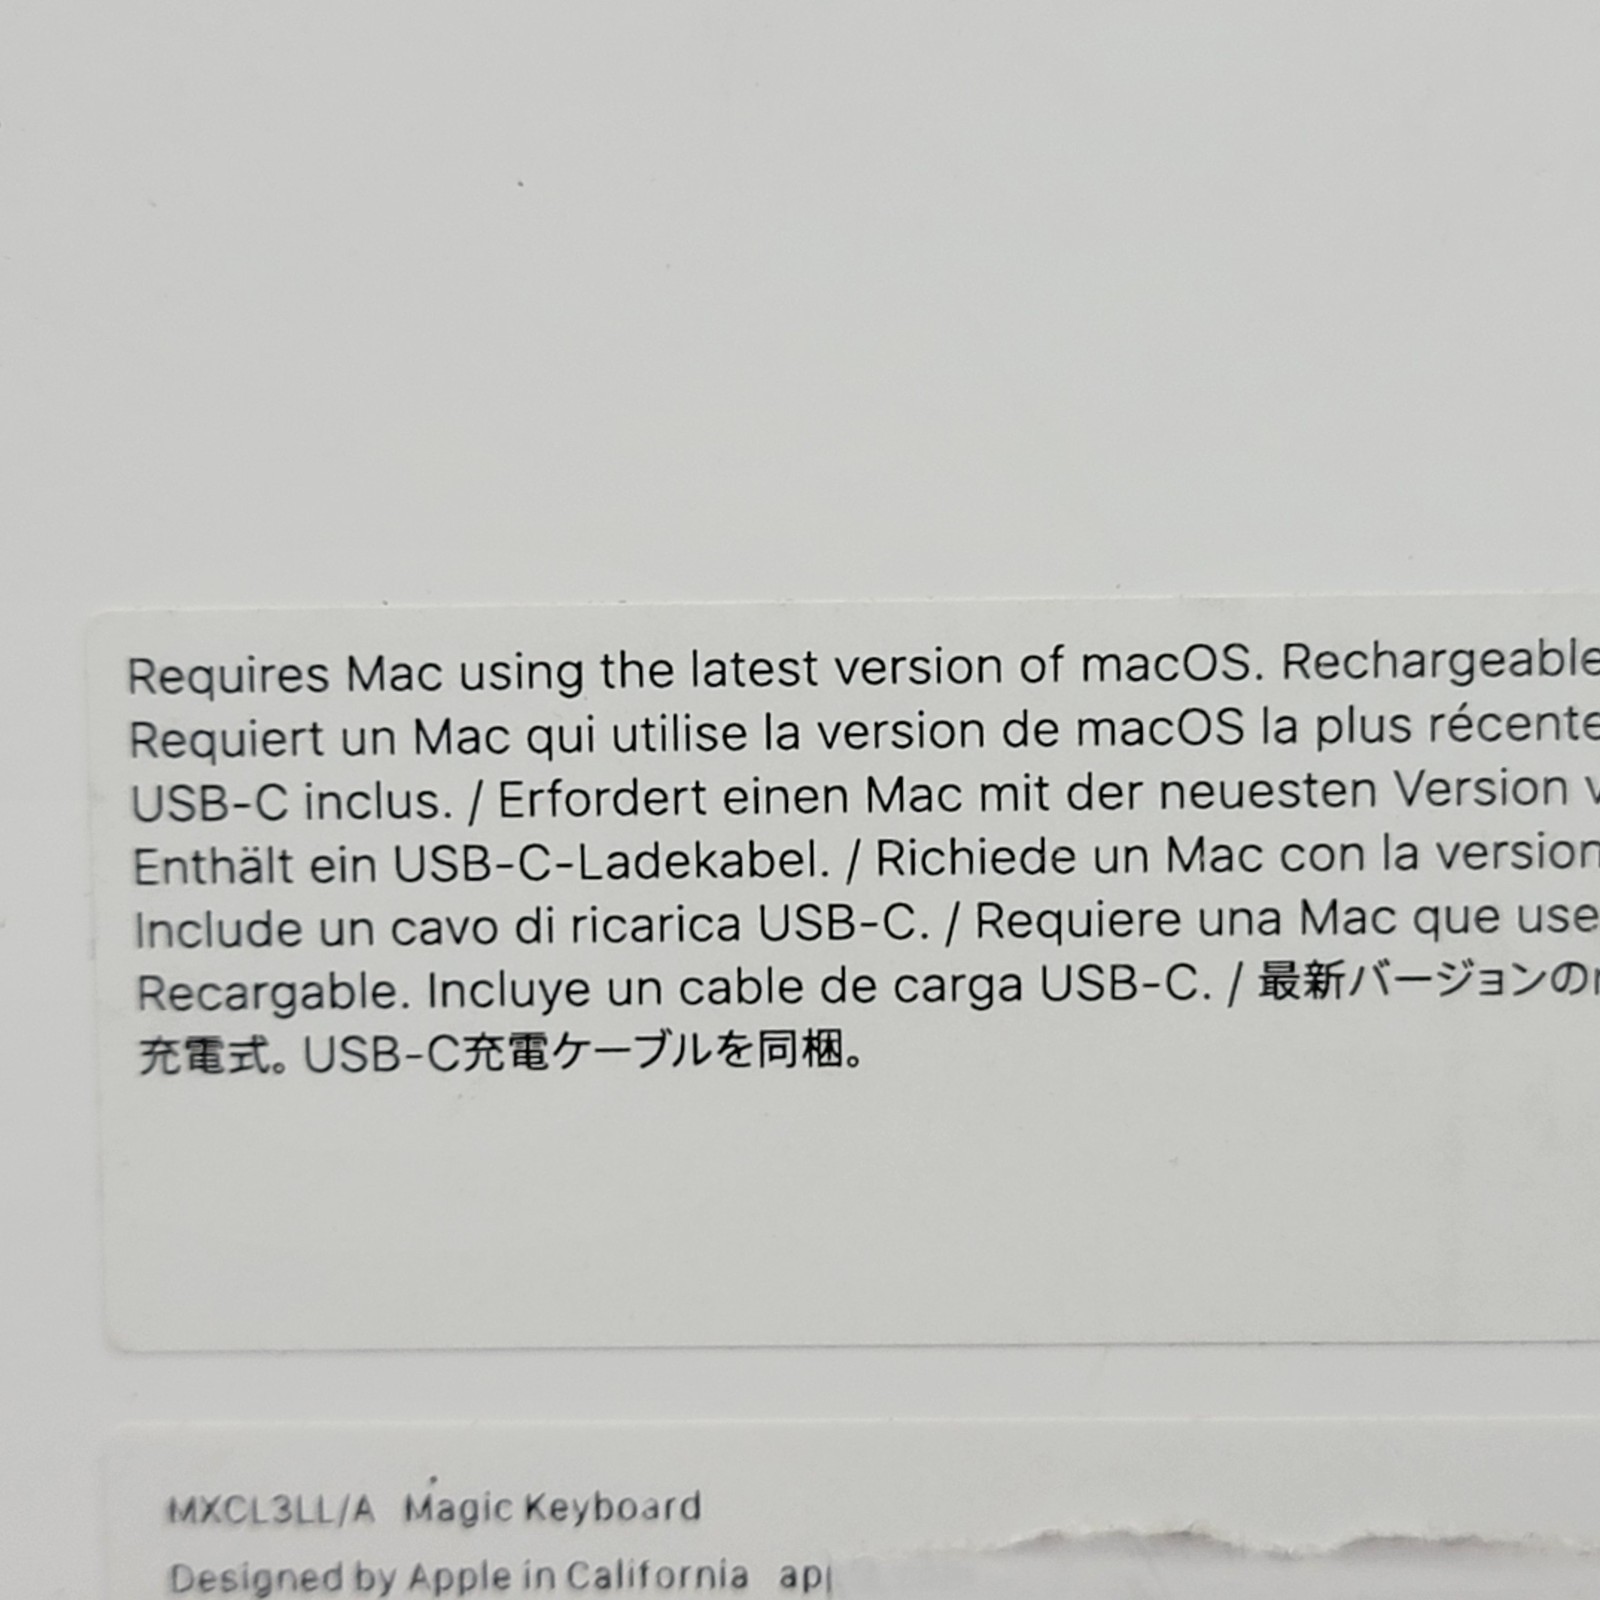 Requires Mac using the latest version of macOS. Rechargeable
Requiert un Mac qui utilise la version de macOS la plus récente
USB-C inclus. / Erfordert einen Mac mit der neuesten Version v
Enthält ein USB-C-Ladekabel. / Richiede un Mac con la version
Include un cavo di ricarica USB-C. / Requiere una Mac que use
Recargable. Incluye un cable de carga USB-C. / 最新バージョンの
充電式。USB-C充電ケーブルを同梱。
MXCL3LL/A Magic Keyboard
Designed by Apple in California